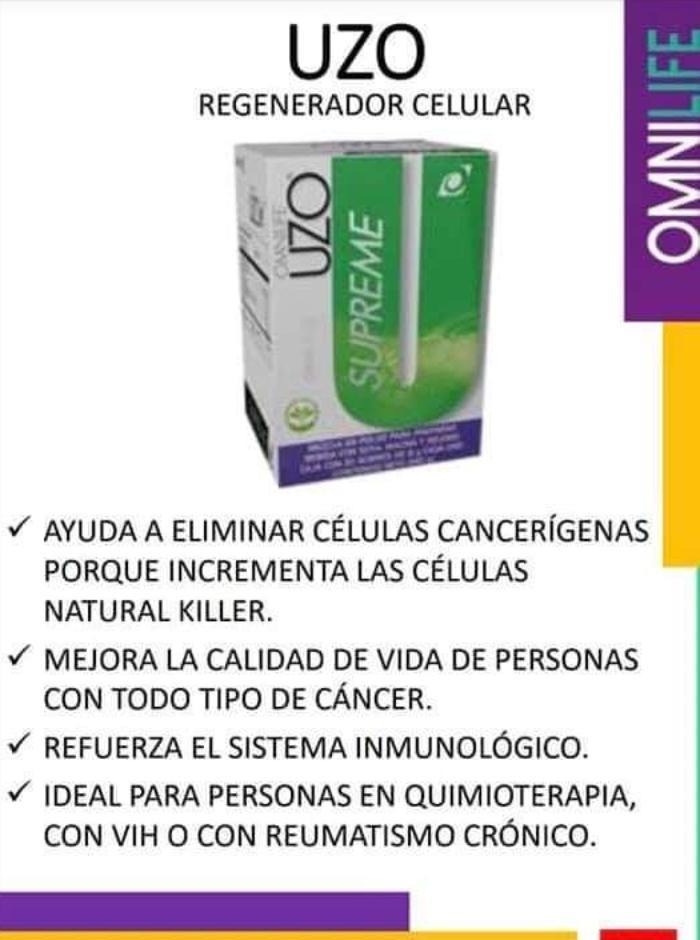 UZO
REGENERADOR CELULAR
OMNILIFE
OMNILIFE
UZO
SUPREME
✓ AYUDA A ELIMINAR CÉLULAS CANCERÍGENAS
PORQUE INCREMENTA LAS CÉLULAS
NATURAL KILLER.
✓ MEJORA LA CALIDAD DE VIDA DE PERSONAS
CON TODO TIPO DE CÁNCER.
✓ REFUERZA EL SISTEMA INMUNOLÓGICO.
✓ IDEAL PARA PERSONAS EN QUIMIOTERAPIA,
CON VIH O CON REUMATISMO CRÓNICO.